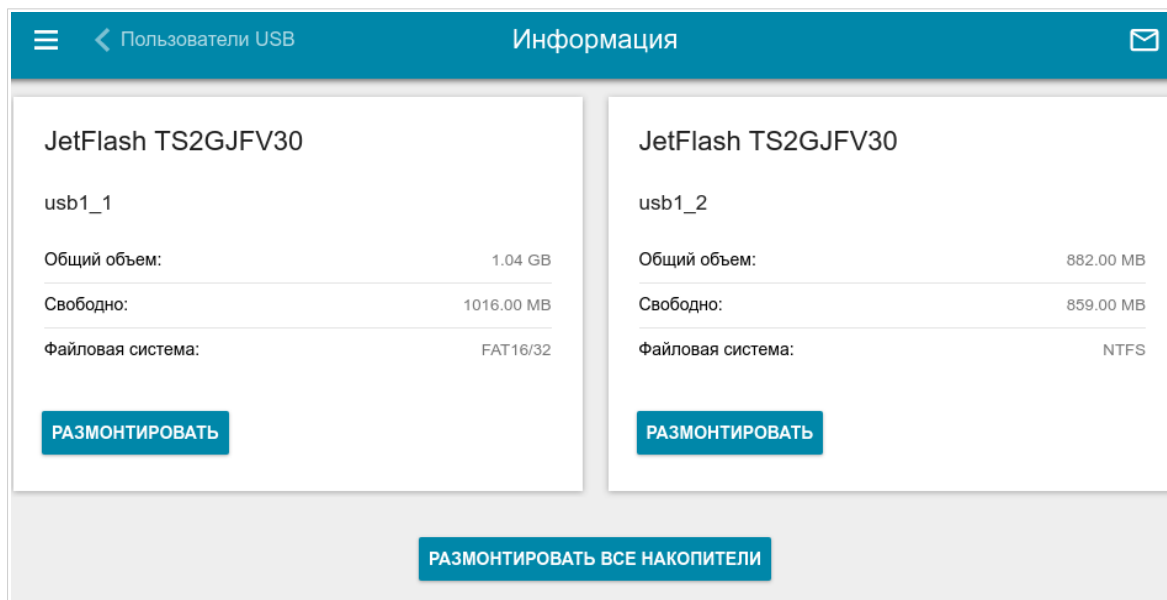 Пользователи USB
Информация
JetFlash TS2GJFV30
usb1_1
Общий объем: 1.04 GB
Свободно: 1016.00 MB
Файловая система: FAT16/32
РАЗМОНТИРОВАТЬ
JetFlash TS2GJFV30
usb1_2
Общий объем: 882.00 MB
Свободно: 859.00 MB
Файловая система: NTFS
РАЗМОНТИРОВАТЬ
РАЗМОНТИРОВАТЬ ВСЕ НАКОПИТЕЛИ